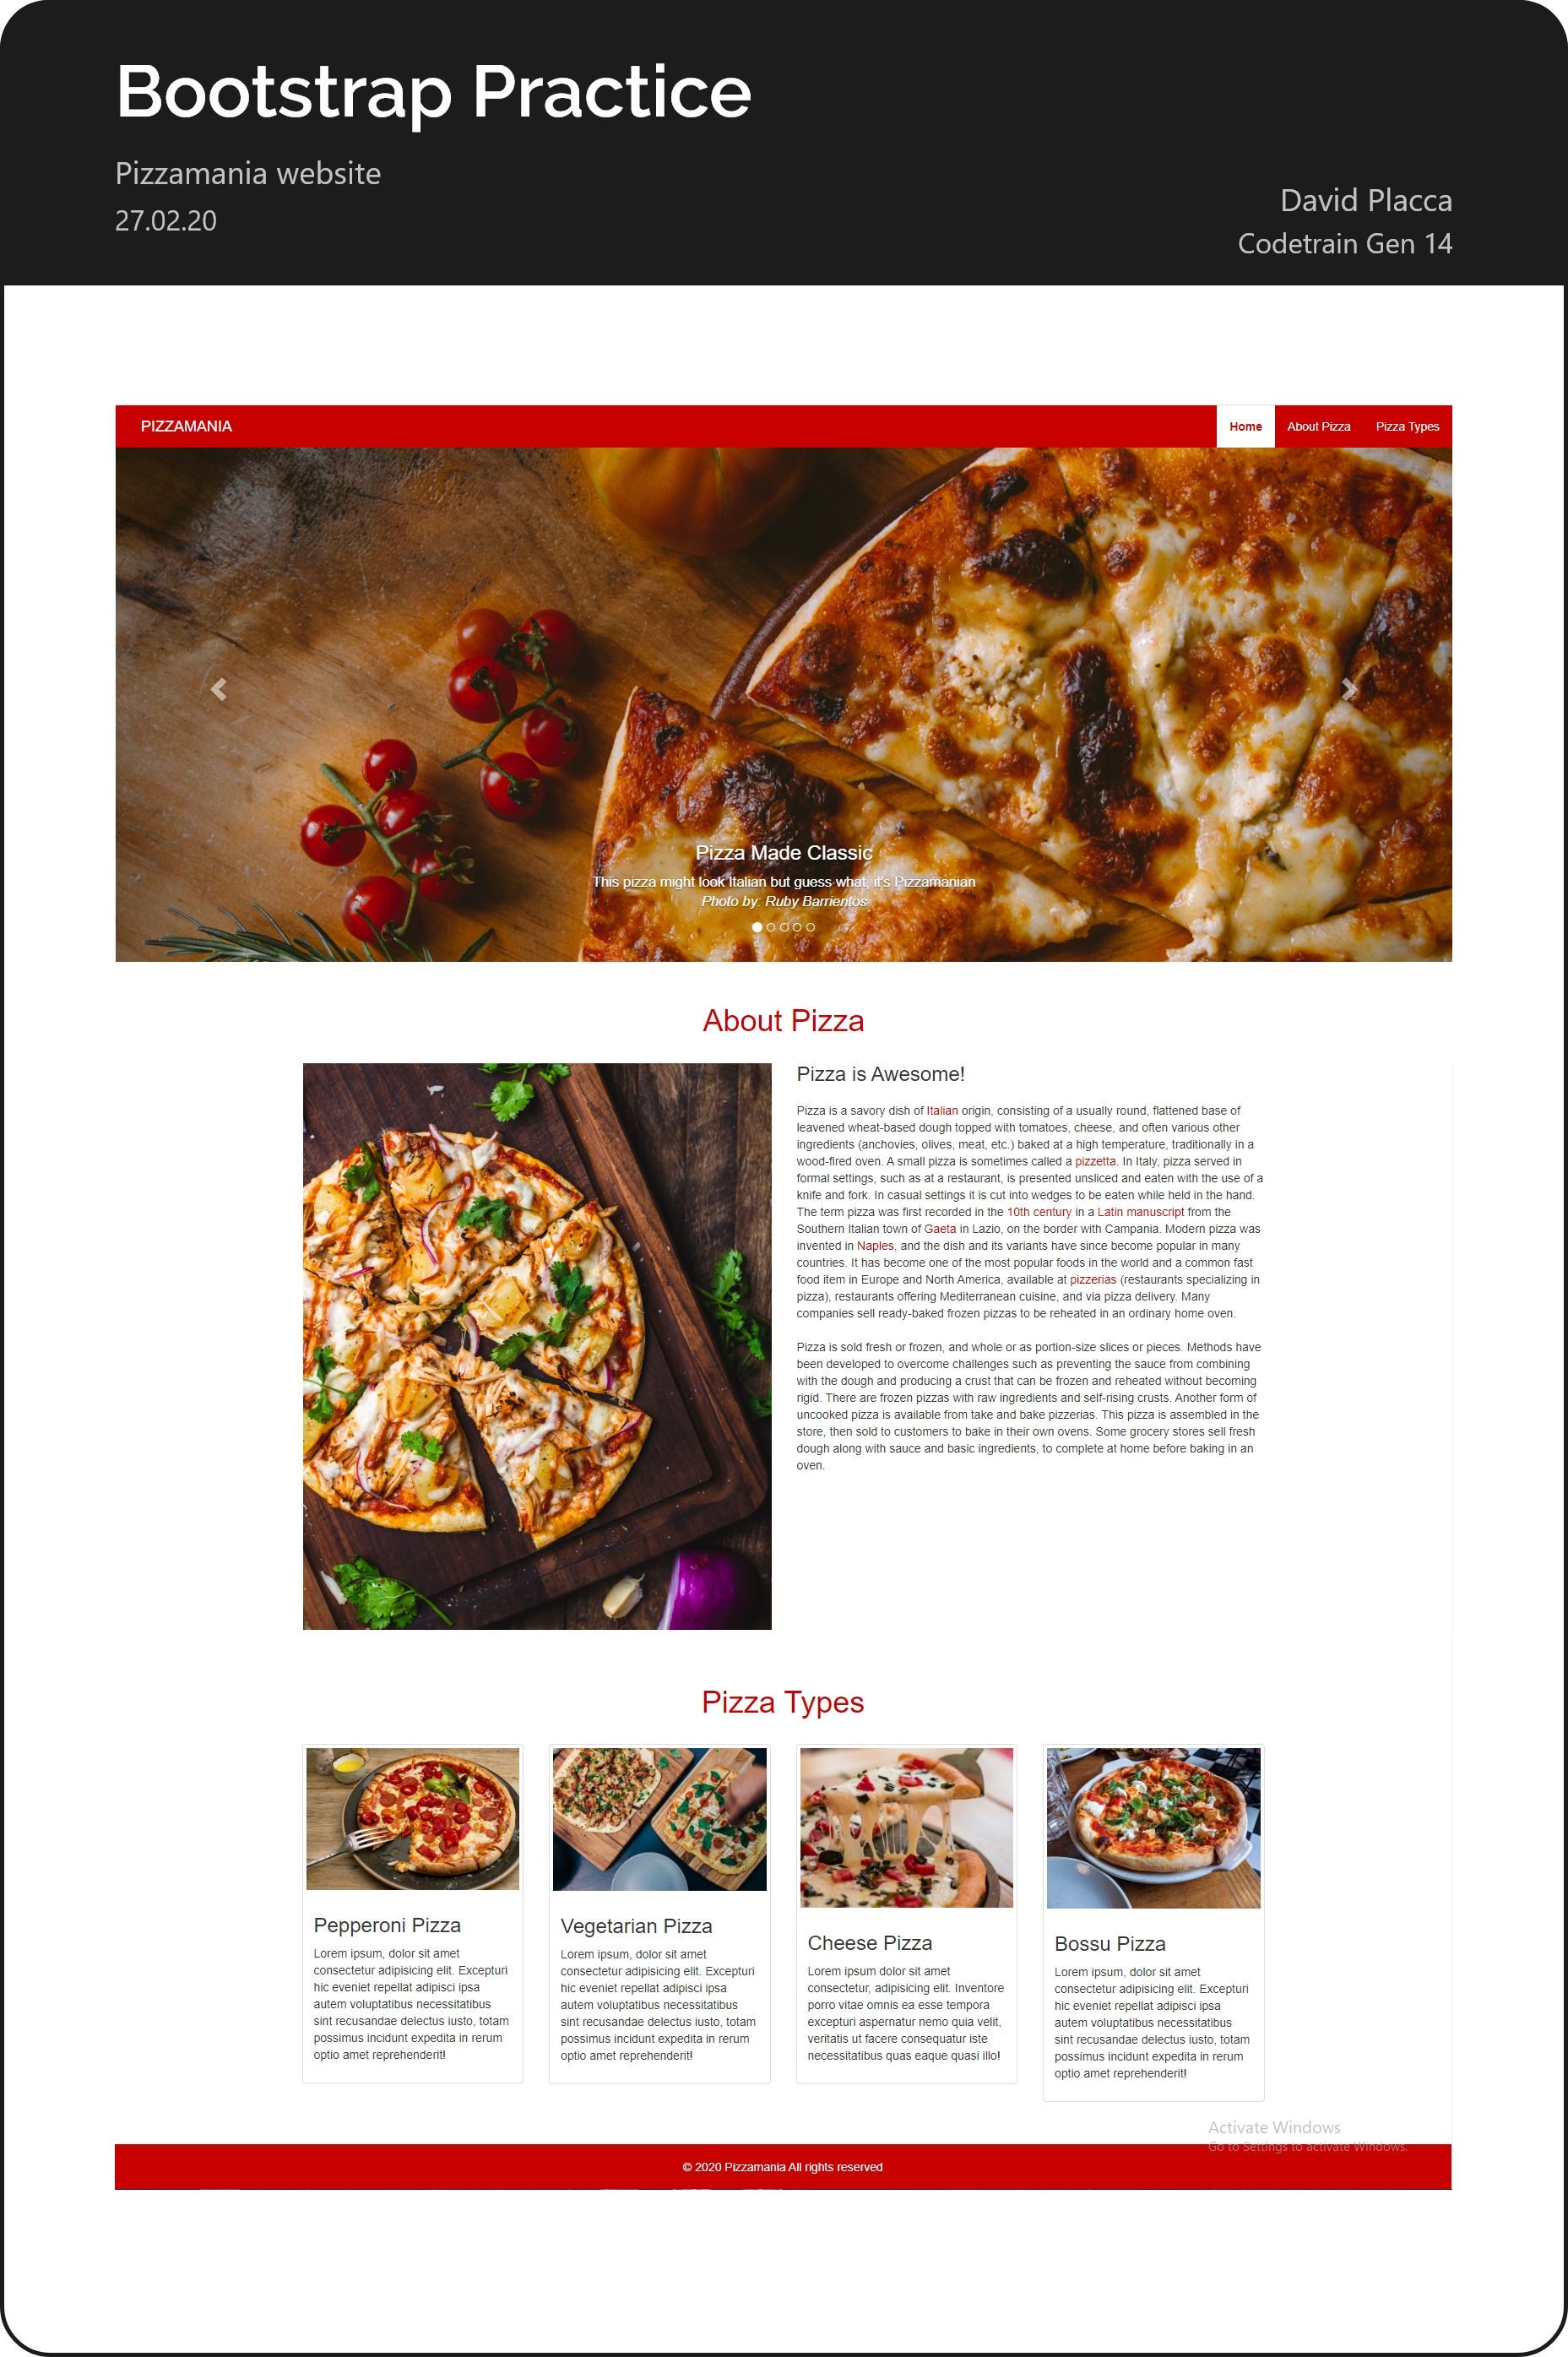 Bootstrap Practice
Pizzamania website
27.02.20
David Placca
Codetrain Gen 14
PIZZAMANIA
Home
About Pizza
Pizza Types
Pizza Made Classic
This pizza might look Italian but guess what, it's Pizzamanian
Photo by: Ruby Barrientos
About Pizza
Pizza is Awesome!
Pizza is a savory dish of Italian origin, consisting of a usually round, flattened base of
leavened wheat-based dough topped with tomatoes, cheese, and often various other
ingredients (anchovies, olives, meat, etc.) baked at a high temperature, traditionally in a
wood-fired oven. A small pizza is sometimes called a pizzetta. In Italy, pizza served in
formal settings, such as at a restaurant, is presented unsliced and eaten with the use of a
knife and fork. In casual settings it is cut into wedges to be eaten while held in the hand.
The term pizza was first recorded in the 10th century in a Latin manuscript from the
Southern Italian town of Gaeta in Lazio, on the border with Campania. Modern pizza was
invented in Naples, and the dish and its variants have since become popular in many
countries. It has become one of the most popular foods in the world and a common fast
food item in Europe and North America, available at pizzerias (restaurants specializing in
pizza), restaurants offering Mediterranean cuisine, and via pizza delivery. Many
companies sell ready-baked frozen pizzas to be reheated in an ordinary home oven.
Pizza is sold fresh or frozen, and whole or as portion-size slices or pieces. Methods have
been developed to overcome challenges such as preventing the sauce from combining
with the dough and producing a crust that can be frozen and reheated without becoming
rigid. There are frozen pizzas with raw ingredients and self-rising crusts. Another form of
uncooked pizza is available from take and bake pizzerias. This pizza is assembled in the
store, then sold to customers to bake in their own ovens. Some grocery stores sell fresh
dough along with sauce and basic ingredients, to complete at home before baking in an
oven.
Pizza Types
Pepperoni Pizza
Lorem ipsum, dolor sit amet
consectetur adipisicing elit. Excepturi
hic eveniet repellat adipisci ipsa
autem voluptatibus necessitatibus
sint recusandae delectus iusto, totam
possimus incidunt expedita in rerum
optio amet reprehenderit!
Vegetarian Pizza
Lorem ipsum, dolor sit amet
consectetur adipisicing elit. Excepturi
hic eveniet repellat adipisci ipsa
autem voluptatibus necessitatibus
sint recusandae delectus iusto, totam
possimus incidunt expedita in rerum
optio amet reprehenderit!
Cheese Pizza
Lorem ipsum dolor sit amet
consectetur, adipisicing elit. Inventore
porro vitae omnis ea esse tempora
excepturi aspernatur nemo quia velit,
veritatis ut facere consequatur iste
necessitatibus quas eaque quasi illo!
Bossu Pizza
Lorem ipsum, dolor sit amet
consectetur adipisicing elit. Excepturi
hic eveniet repellat adipisci ipsa
autem voluptatibus necessitatibus
sint recusandae delectus iusto, totam
possimus incidunt expedita in rerum
optio amet reprehenderit!
Activate Windows
Go to Settings to activate Windows.
© 2020 Pizzamania All rights reserved